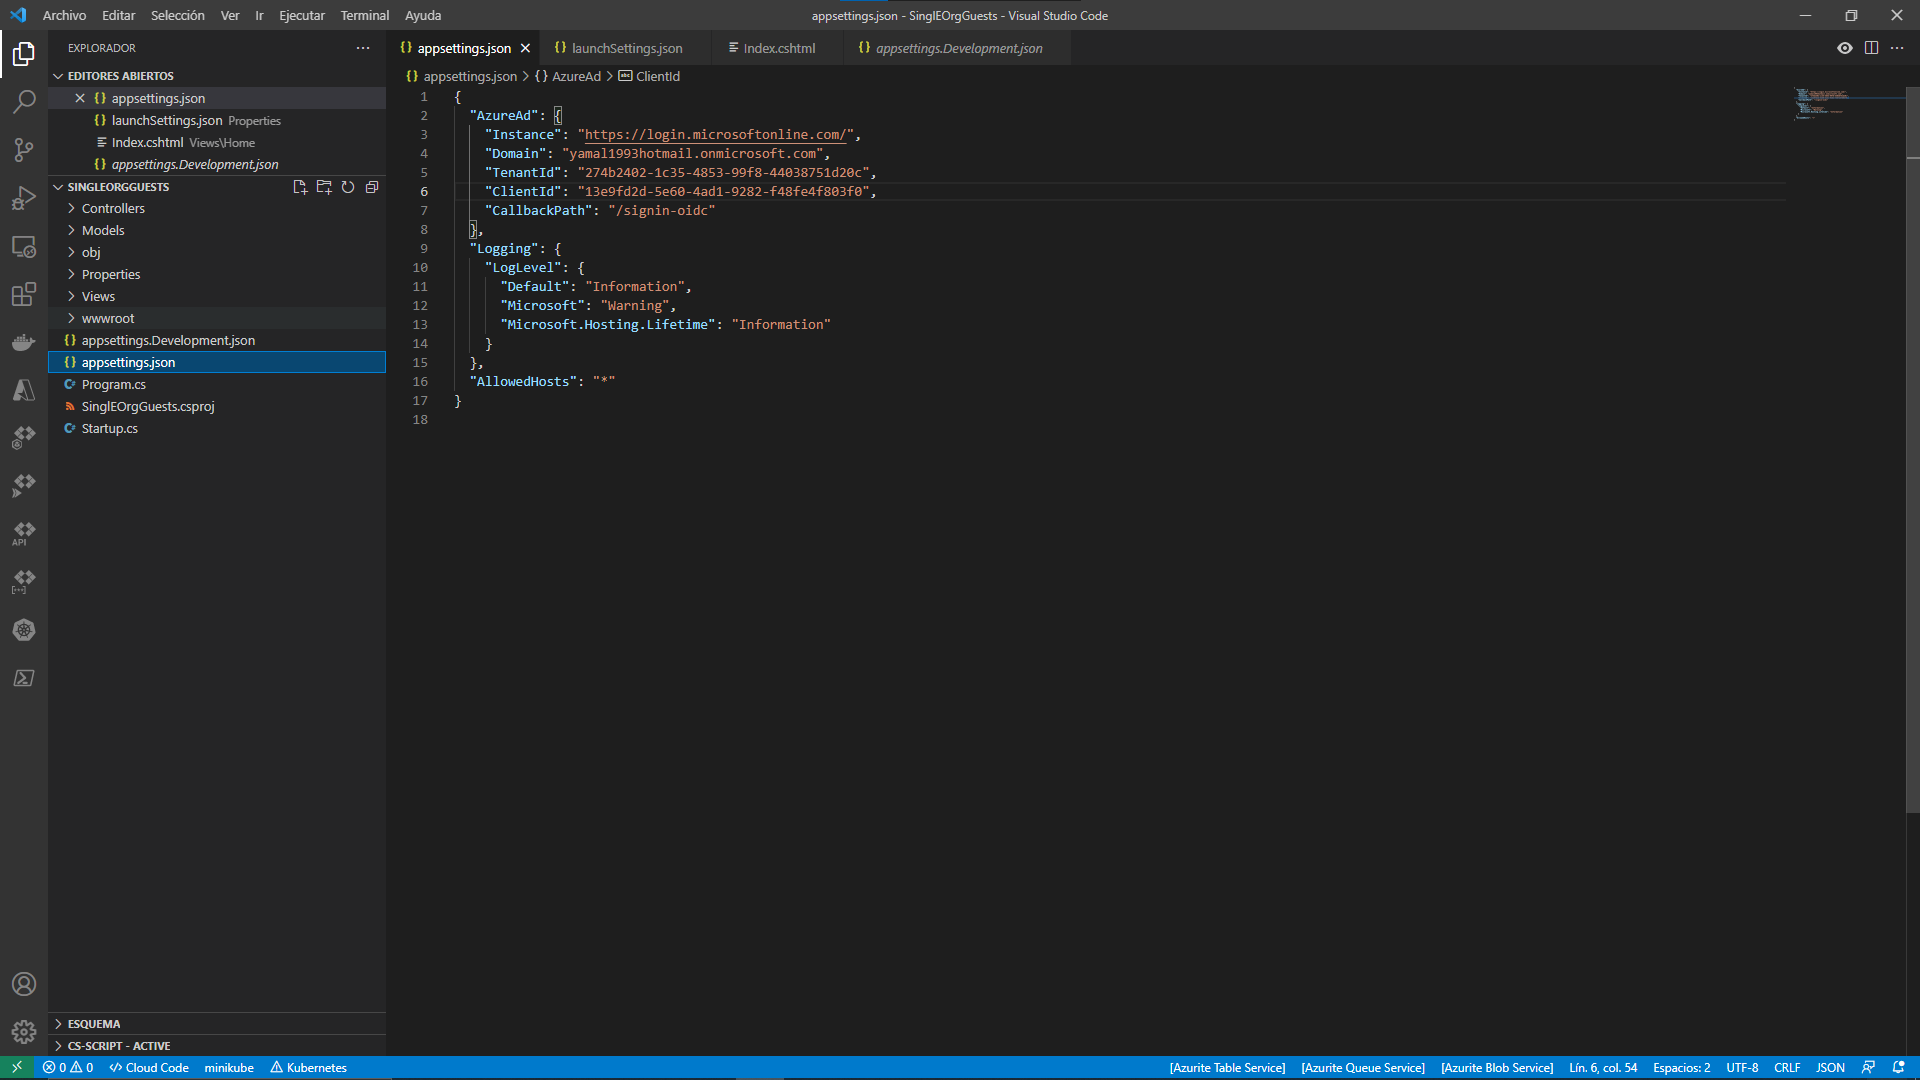 Archivo Editar Selección Ver Ir Ejecutar Terminal Ayuda
appsettings.json - SinglEOrgGuests - Visual Studio Code
EXPLORADOR
EDITORES ABIERTOS
appsettings.json
launchSettings.json Properties
Index.cshtml Views\Home
appsettings.Development.json
SINGLEORGGUESTS
Controllers
Models
obj
Properties
Views
wwwroot
appsettings.Development.json
appsettings.json
Program.cs
SinglEOrgGuests.csproj
Startup.cs
API
ESQUEMA
CS-SCRIPT - ACTIVE
appsettings.json launchSettings.json Index.cshtml appsettings.Development.json
appsettings.json > {} AzureAd > ClientId
1 {
2 "AzureAd": {
3 "Instance": "https://login.microsoftonline.com/",
4 "Domain": "yamal1993hotmail.onmicrosoft.com",
5 "TenantId": "274b2402-1c35-4853-99f8-44038751d20c",
6 "ClientId": "13e9fd2d-5e60-4ad1-9282-f48fe4f803f0",
7 "CallbackPath": "/signin-oidc"
8 },
9 "Logging": {
10 "LogLevel": {
11 "Default": "Information",
12 "Microsoft": "Warning",
13 "Microsoft.Hosting.Lifetime": "Information"
14 }
15 },
16 "AllowedHosts": "*"
17 }
18
0 0 Cloud Code minikube Kubernetes
[Azurite Table Service] [Azurite Queue Service] [Azurite Blob Service] Lín. 6, col. 54 Espacios: 2 UTF-8 CRLF JSON